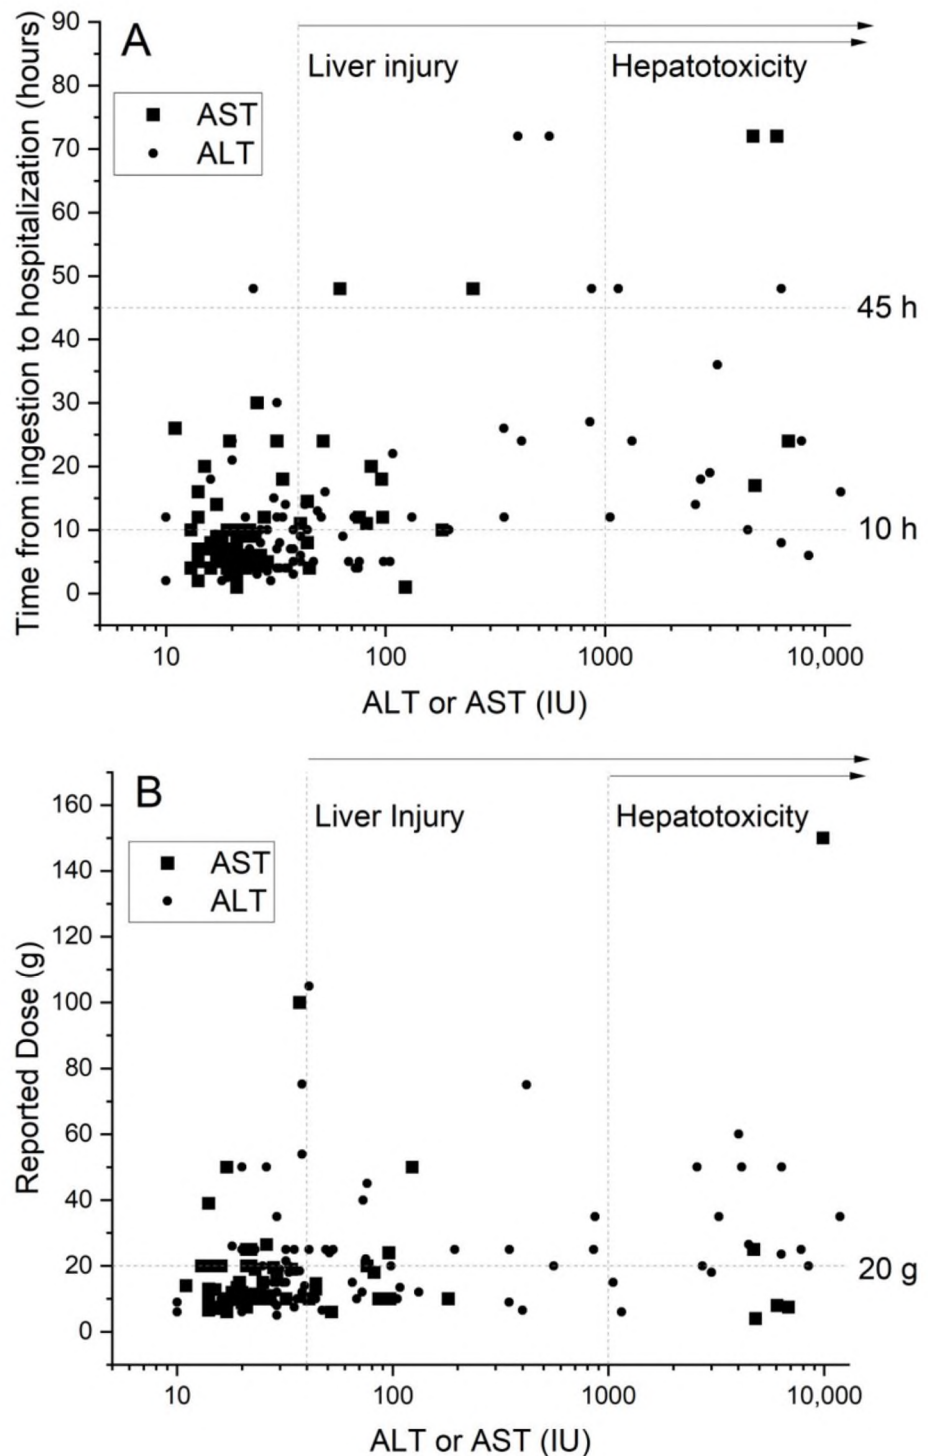 A
Liver injury
Hepatotoxicity
AST
ALT
Time from ingestion to hospitalization (hours)
90
80
70
60
50
40
30
20
10
0
45 h
10 h
10
100
1000
10,000
ALT or AST (IU)
B
Liver Injury
Hepatotoxicity
AST
ALT
Reported Dose (g)
160
140
120
100
80
60
40
20
0
20 g
10
100
1000
10,000
ALT or AST (IU)